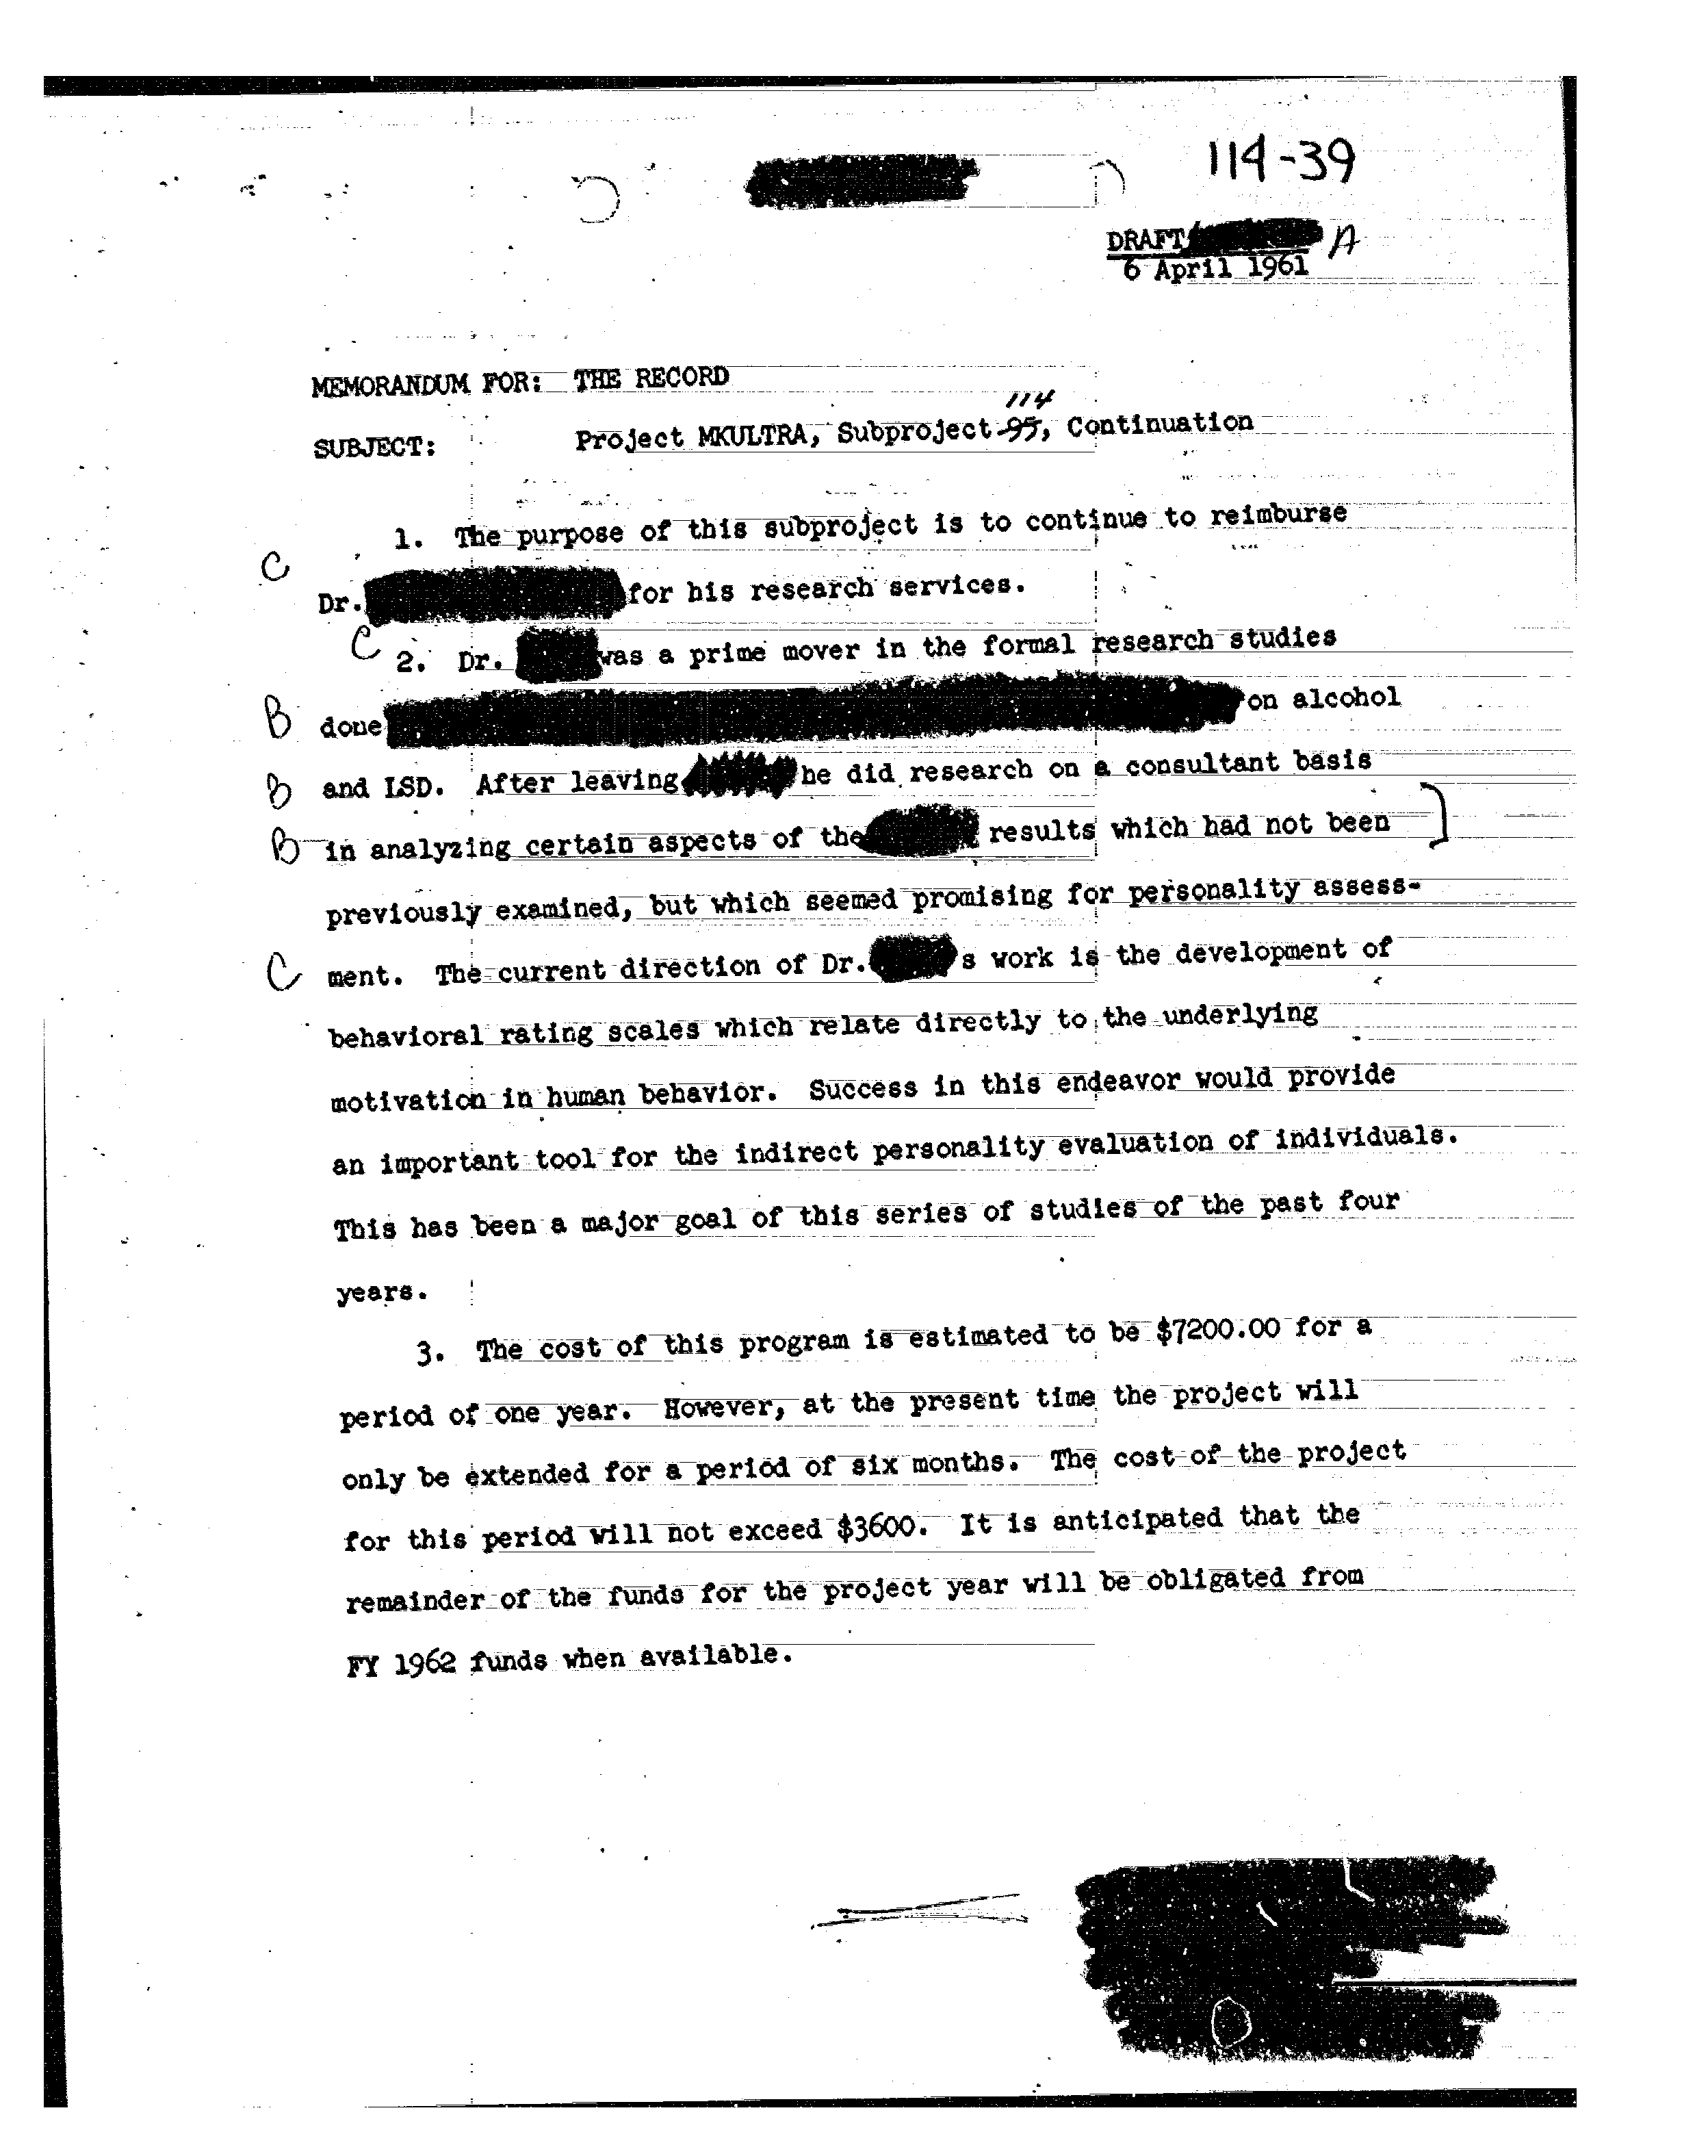 114-39
DRAFT A
6 April 1961
MEMORANDUM FOR: THE RECORD
114
SUBJECT: Project MKULTRA, Subproject 95, Continuation
1. The purpose of this subproject is to continue to reimburse
C
Dr. for his research services.
C 2. Dr. was a prime mover in the formal research studies
B done on alcohol
B and LSD. After leaving he did research on a consultant basis
B in analyzing certain aspects of the results which had not been ]
previously examined, but which seemed promising for personality assess-
C ment. The current direction of Dr. s work is the development of
behavioral rating scales which relate directly to the underlying
motivation in human behavior. Success in this endeavor would provide
an important tool for the indirect personality evaluation of individuals.
This has been a major goal of this series of studies of the past four
years.
3. The cost of this program is estimated to be $7200.00 for a
period of one year. However, at the present time the project will
only be extended for a period of six months. The cost of the project
for this period will not exceed $3600. It is anticipated that the
remainder of the funds for the project year will be obligated from
FY 1962 funds when available.